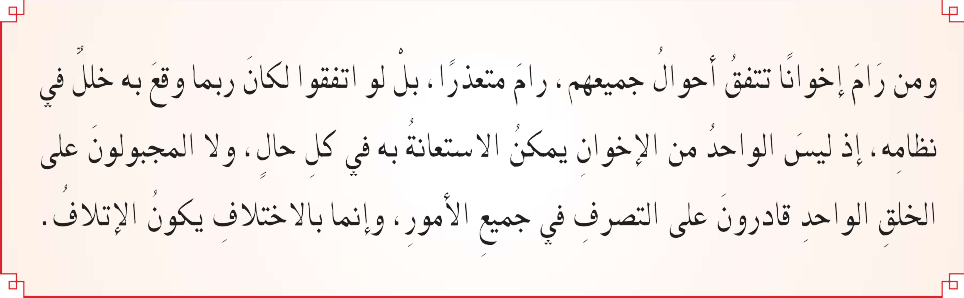 ومن رَامَ إخوانًا تتفقُ أحوالُ جميعهم، رامَ متعذرًا، بلْ لو اتفقوا لكانَ ربما وقعَ به خللٌ في
نظامِه، إذ ليسَ الواحدُ من الإخوانِ يمكنُ الاستعانةُ به في كلِ حالٍ، ولا المجبولونَ على
الخلقِ الواحدِ قادرونَ على التصرفِ في جميعِ الأمورِ، وإنما بالاختلافِ يكونُ الإتلافُ.